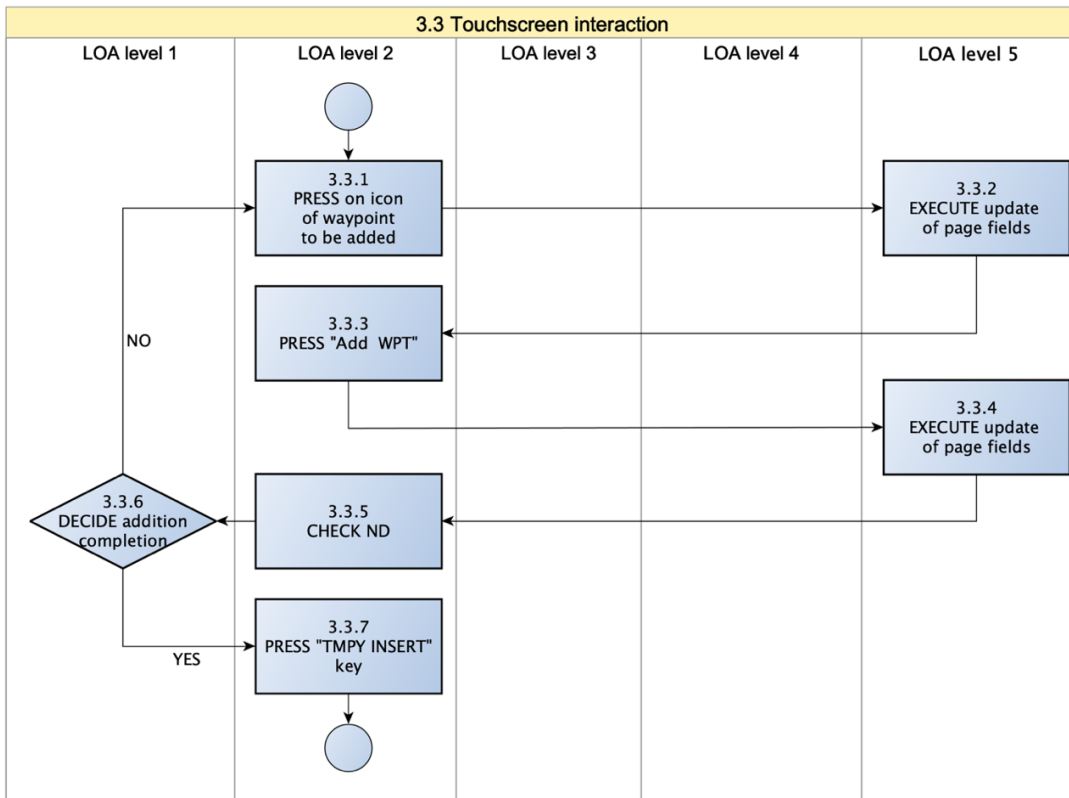 3.3 Touchscreen interaction
LOA level 1
LOA level 2
LOA level 3
LOA level 4
LOA level 5
3.3.1
PRESS on icon
of waypoint
to be added
3.3.2
EXECUTE update
of page fields
3.3.3
PRESS "Add  WPT"
NO
3.3.4
EXECUTE update
of page fields
3.3.6
DECIDE addition
completion
3.3.5
CHECK ND
3.3.7
PRESS "TMPY INSERT"
key
YES